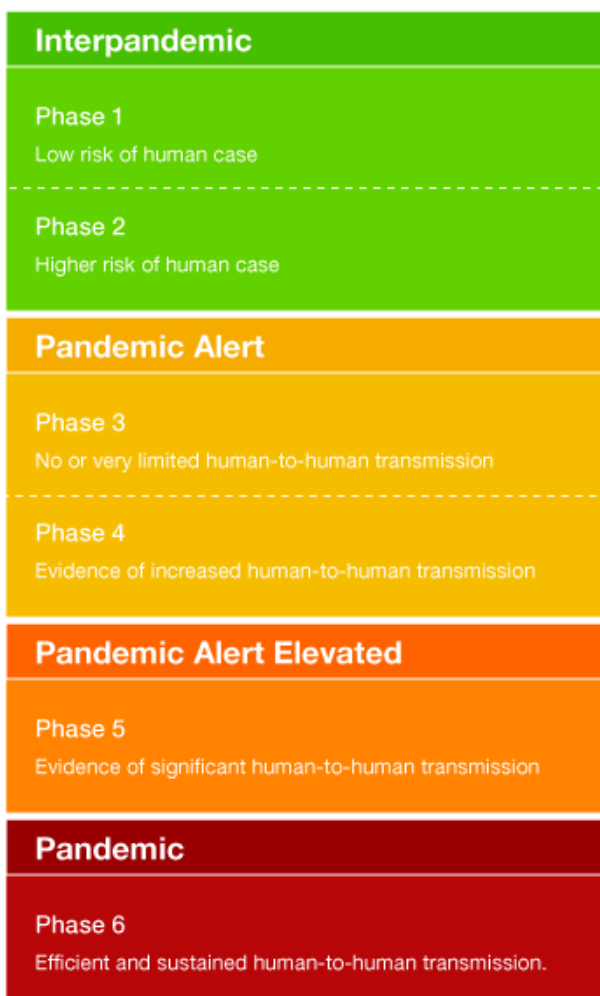 Interpandemic
Phase 1
Low risk of human case
Phase 2
Higher risk of human case
Pandemic Alert
Phase 3
No or very limited human-to-human transmission
Phase 4
Evidence of increased human-to-human transmission
Pandemic Alert Elevated
Phase 5
Evidence of significant human-to-human transmission
Pandemic
Phase 6
Efficient and sustained human-to-human transmission.